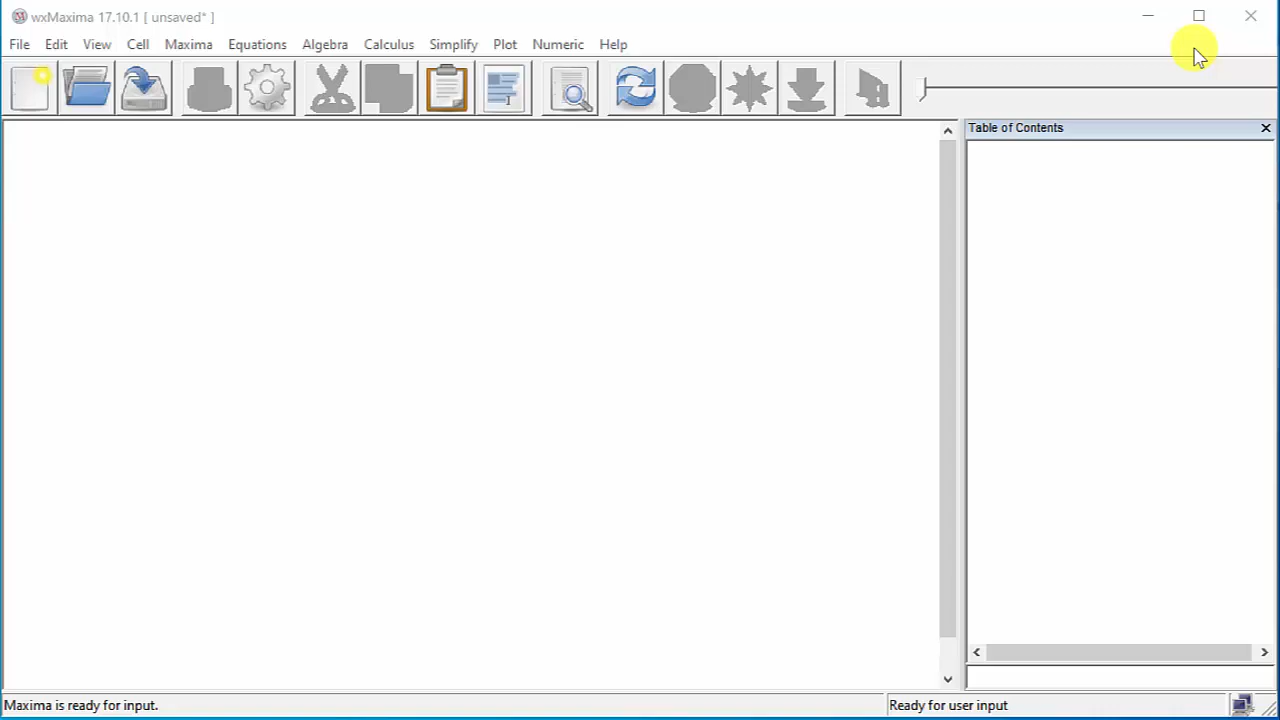 wxMaxima 17.10.1 [ unsaved* ]
File Edit View Cell Maxima Equations Algebra Calculus Simplify Plot Numeric Help
Table of Contents
Maxima is ready for input.
Ready for user input